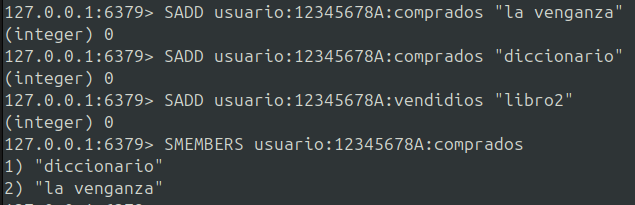 127.0.0.1:6379> SADD usuario:12345678A:comprados "la venganza"
(integer) 0
127.0.0.1:6379> SADD usuario:12345678A:comprados "diccionario"
(integer) 0
127.0.0.1:6379> SADD usuario:12345678A:vendidios "libro2"
(integer) 0
127.0.0.1:6379> SMEMBERS usuario:12345678A:comprados
1) "diccionario"
2) "la venganza"